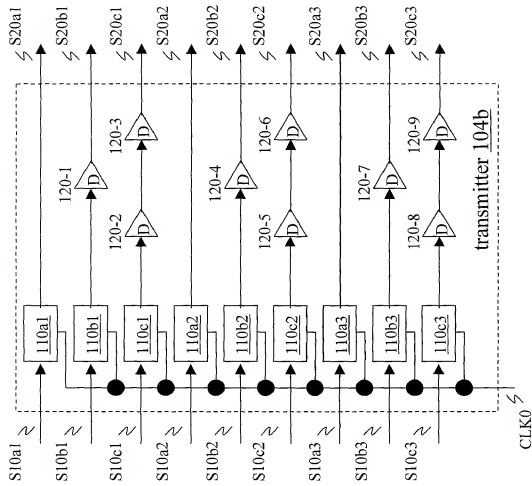 S20a1
S20b1
S20c1
S20a2
S20b2
S20c2
S20a3
S20b3
S20c3
120-3
120-6
120-9
D
D
D
120-1
120-4
120-7
D
D
D
120-2
120-5
120-8
D
D
D
transmitter 104b
110a1
110b1
110c1
110a2
110b2
110c2
110a3
110b3
110c3
S10a1
S10b1
S10c1
S10a2
S10b2
S10c2
S10a3
S10b3
S10c3
CLK0